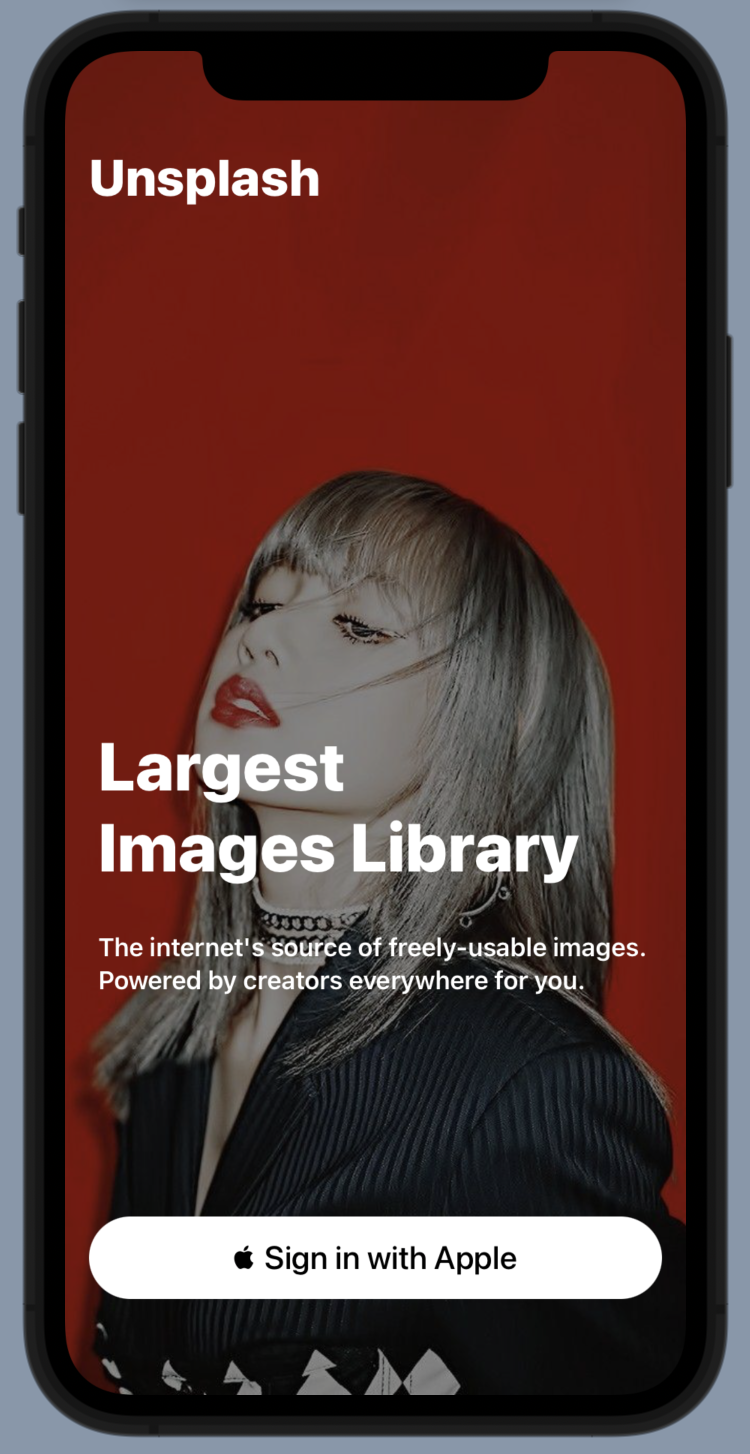 Unsplash
Largest
Images Library
The internet's source of freely-usable images.
Powered by creators everywhere for you.
Sign in with Apple